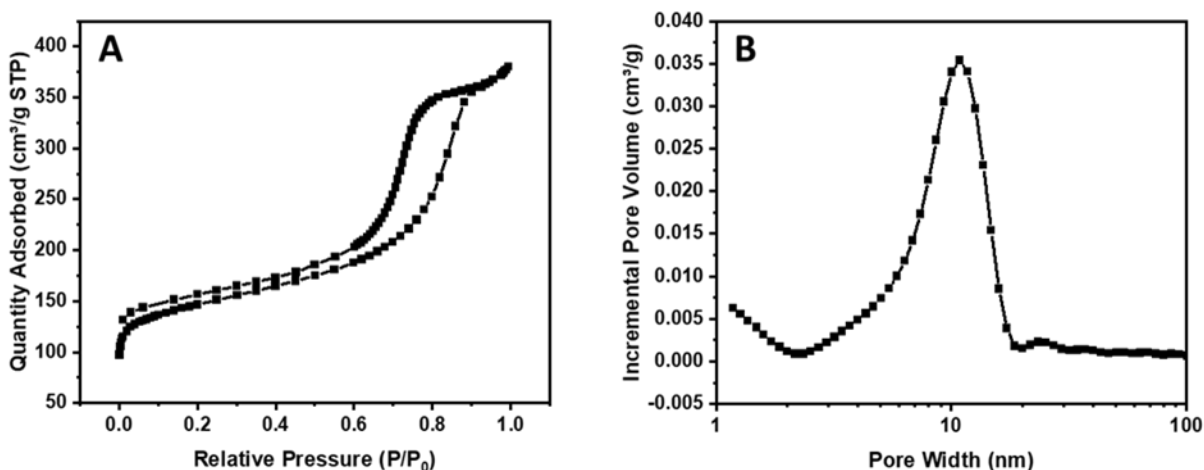 A
Quantity Adsorbed (cm³/g STP)
400
350
300
250
200
150
100
50
0.0 0.2 0.4 0.6 0.8 1.0
Relative Pressure (P/P₀)
B
Incremental Pore Volume (cm³/g)
0.040
0.035
0.030
0.025
0.020
0.015
0.010
0.005
0.000
-0.005
1 10 100
Pore Width (nm)